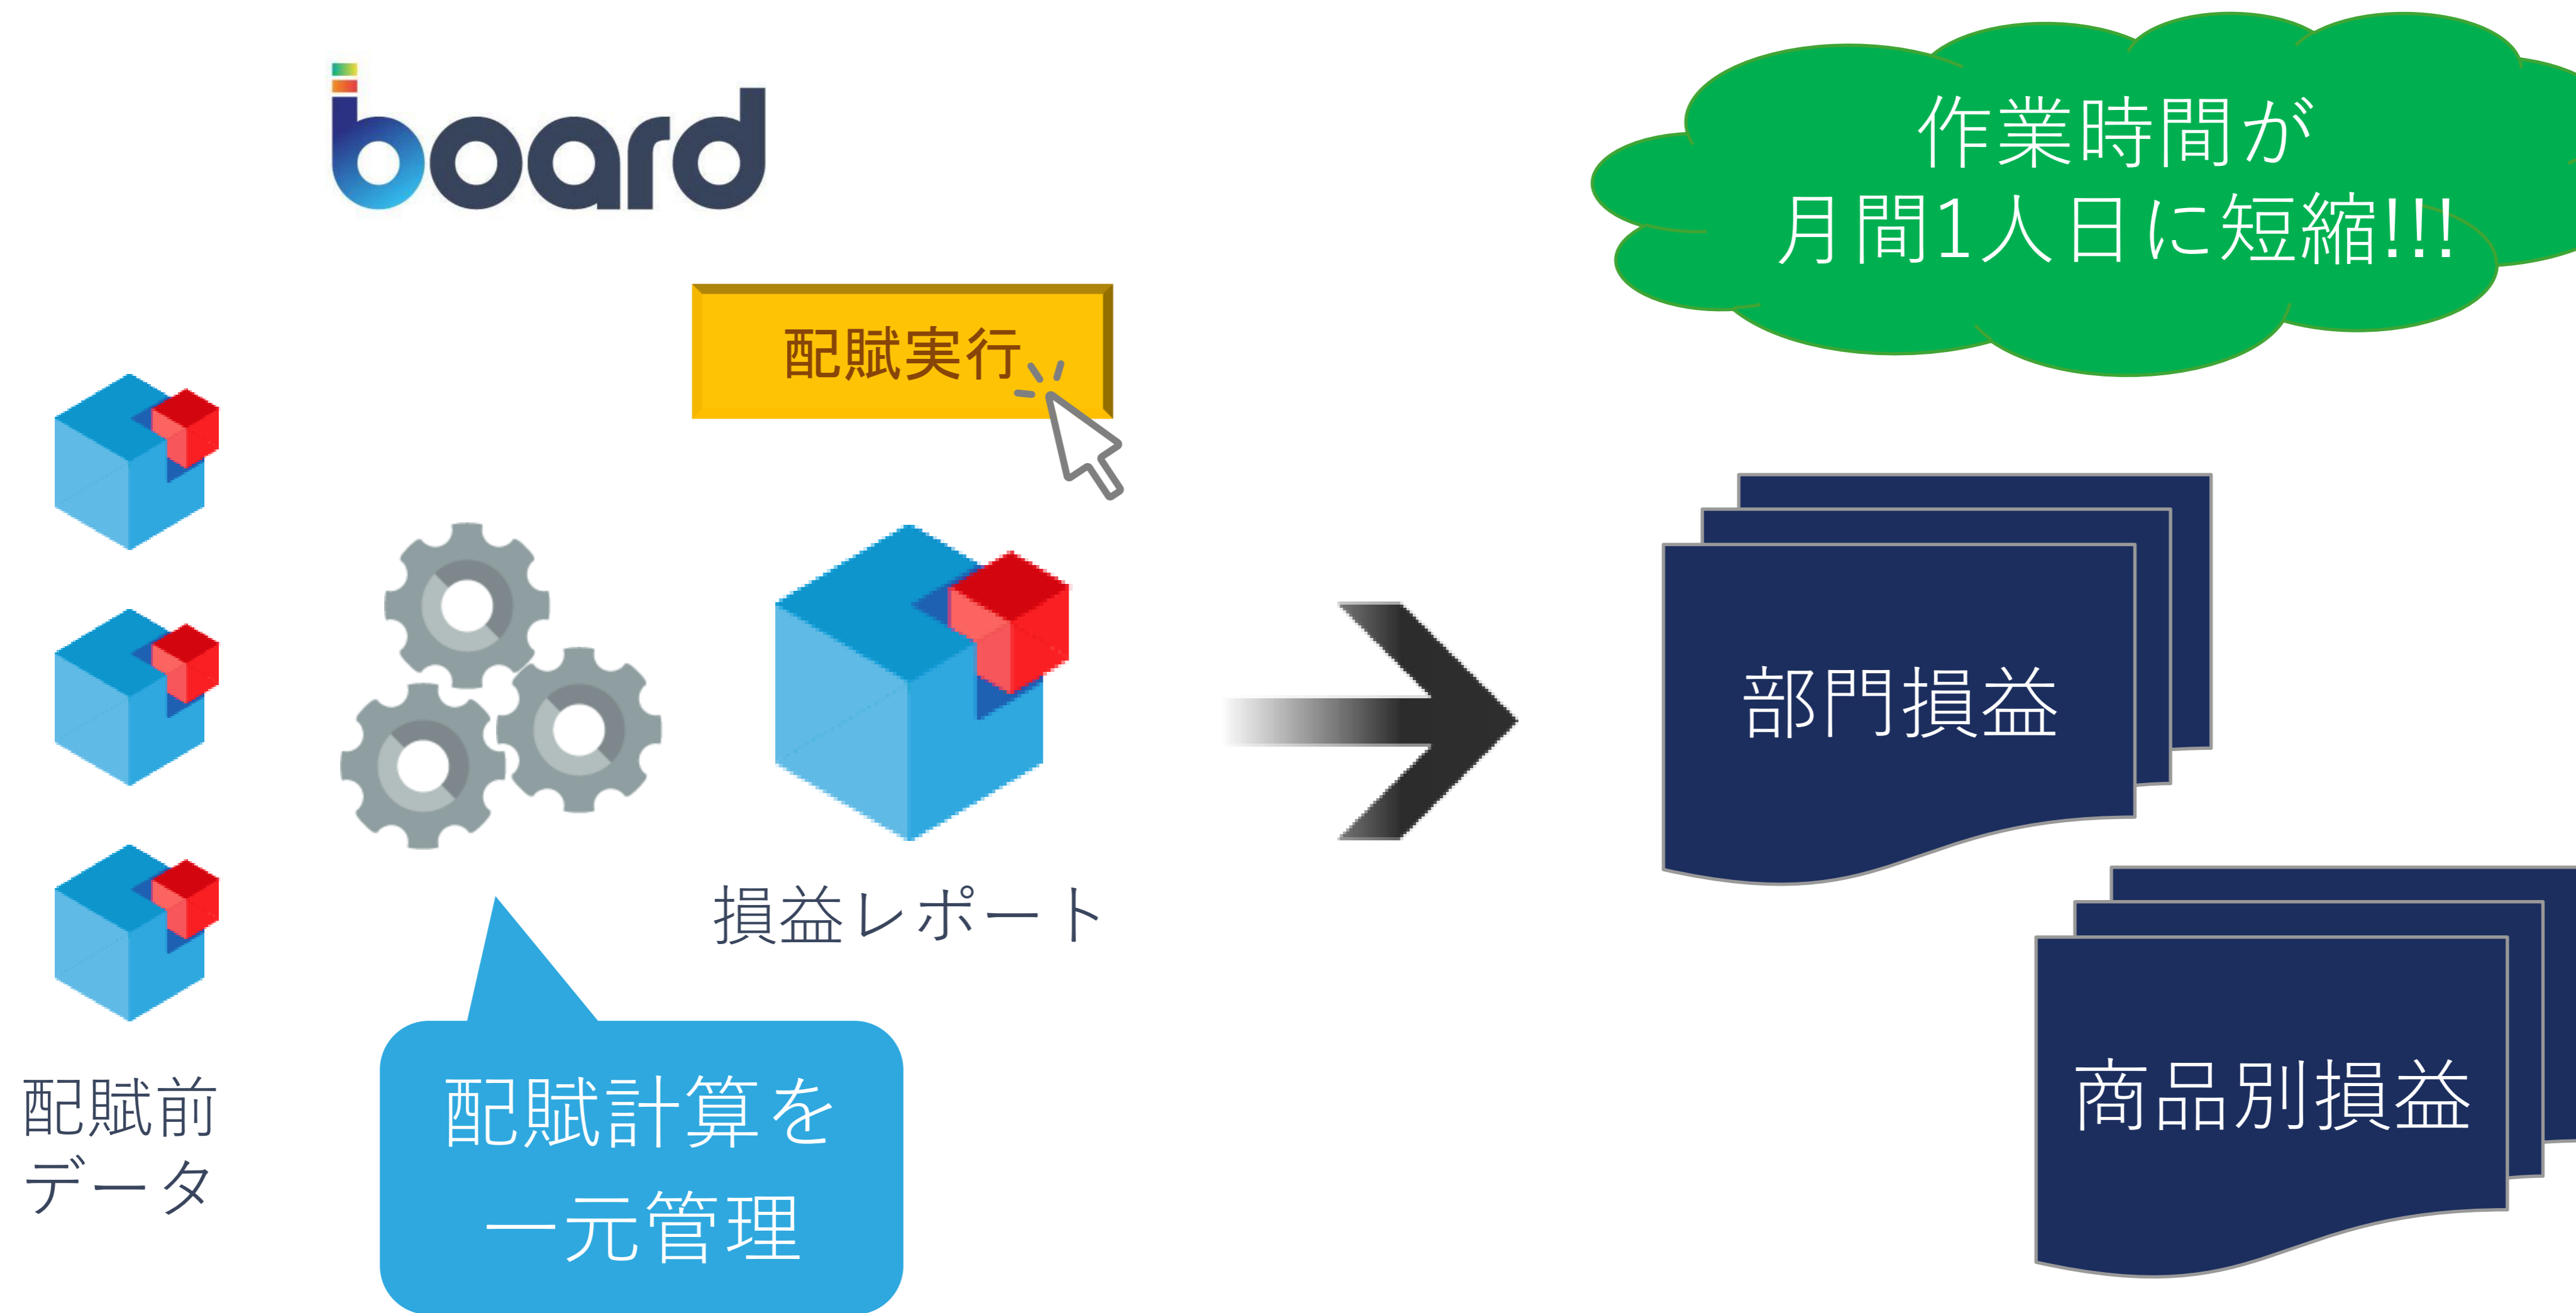 board
作業時間が
月間1人日に短縮!!!
配賦実行
部門損益
損益レポート
配賦前
データ
配賦計算を
一元管理
商品別損益